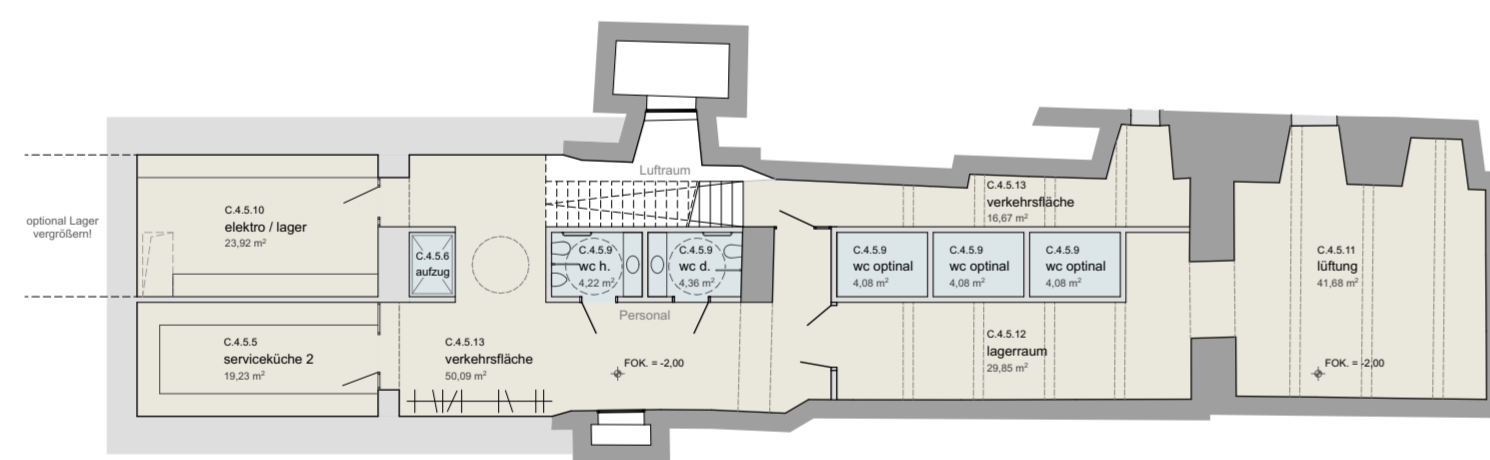 optional Lager
vergrößern!
C.4.5.10
elektro / lager
23,92 m²
C.4.5.5
serviceküche 2
19,23 m²
C.4.5.6
aufzug
C.4.5.13
verkehrsfläche
50,09 m²
Luftraum
C.4.5.9
wc h.
4,22 m²
C.4.5.9
wc d.
4,36 m²
Personal
FOK. = -2,00
C.4.5.13
verkehrsfläche
16,67 m²
C.4.5.9
wc optinal
4,08 m²
C.4.5.9
wc optinal
4,08 m²
C.4.5.9
wc optinal
4,08 m²
C.4.5.12
lagerraum
29,85 m²
C.4.5.11
lüftung
41,68 m²
FOK. = -2,00